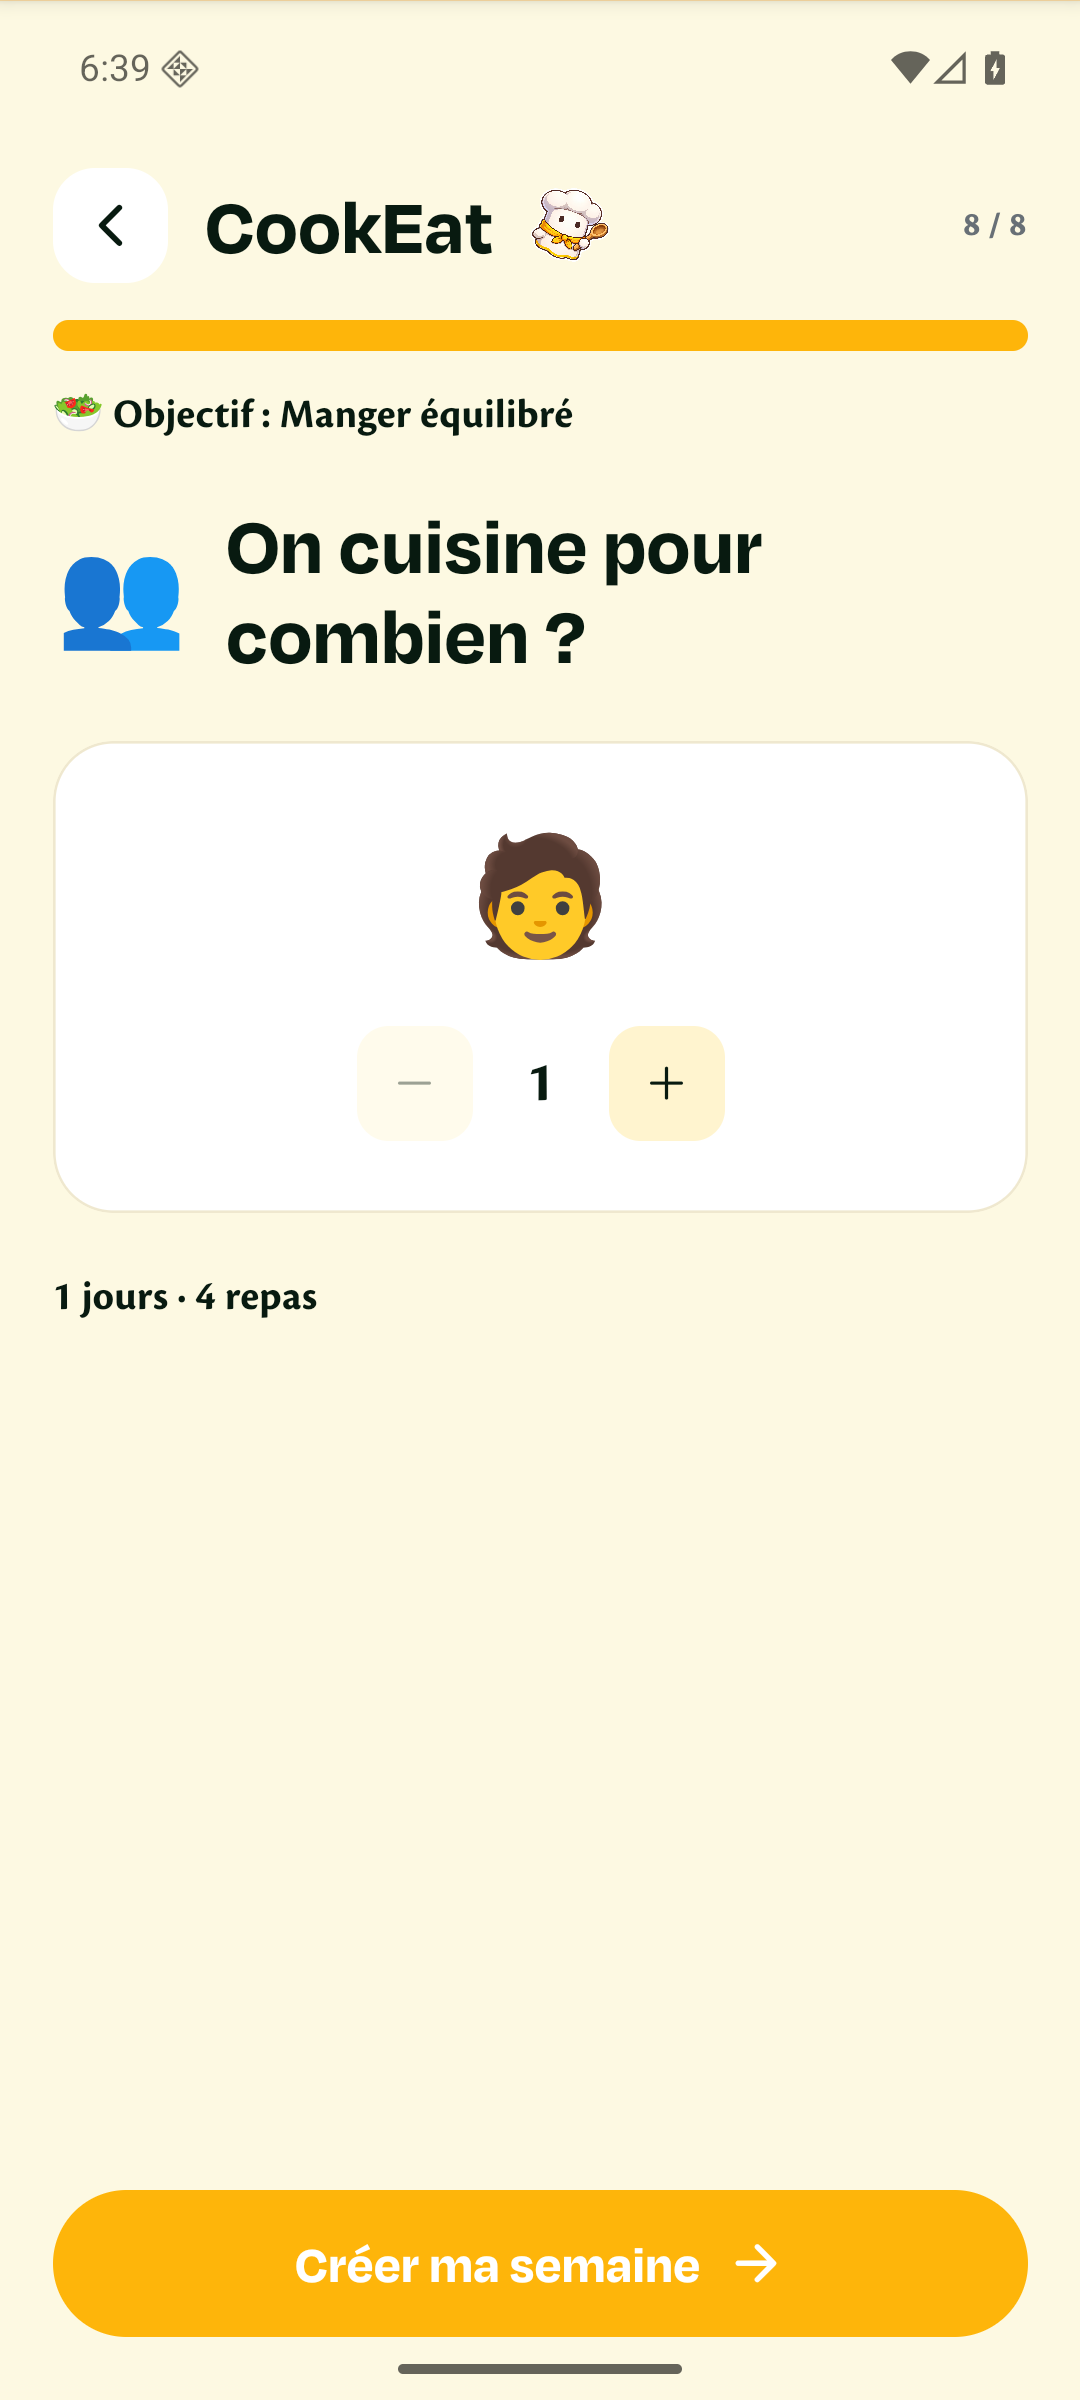 6:39
CookEat
8 / 8
Objectif : Manger équilibré
On cuisine pour
combien ?
1
1 jours · 4 repas
Créer ma semaine